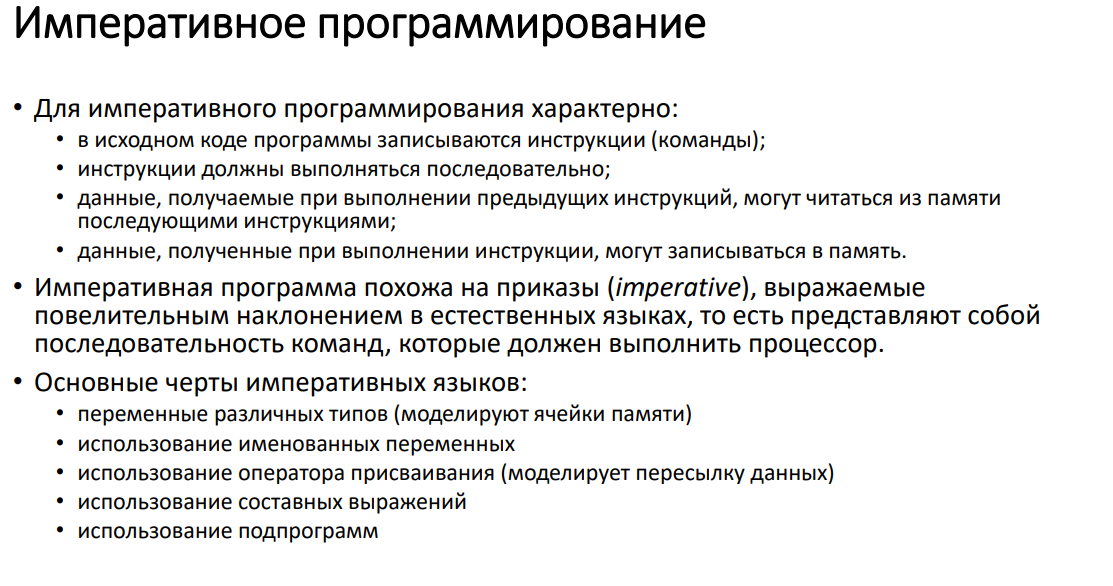 Императивное программирование
• Для императивного программирования характерно:
• в исходном коде программы записываются инструкции (команды);
• инструкции должны выполняться последовательно;
• данные, получаемые при выполнении предыдущих инструкций, могут читаться из памяти
последующими инструкциями;
• данные, полученные при выполнении инструкции, могут записываться в память.
• Императивная программа похожа на приказы (imperative), выражаемые
повелительным наклонением в естественных языках, то есть представляют собой
последовательность команд, которые должен выполнить процессор.
• Основные черты императивных языков:
• переменные различных типов (моделируют ячейки памяти)
• использование именованных переменных
• использование оператора присваивания (моделирует пересылку данных)
• использование составных выражений
• использование подпрограмм